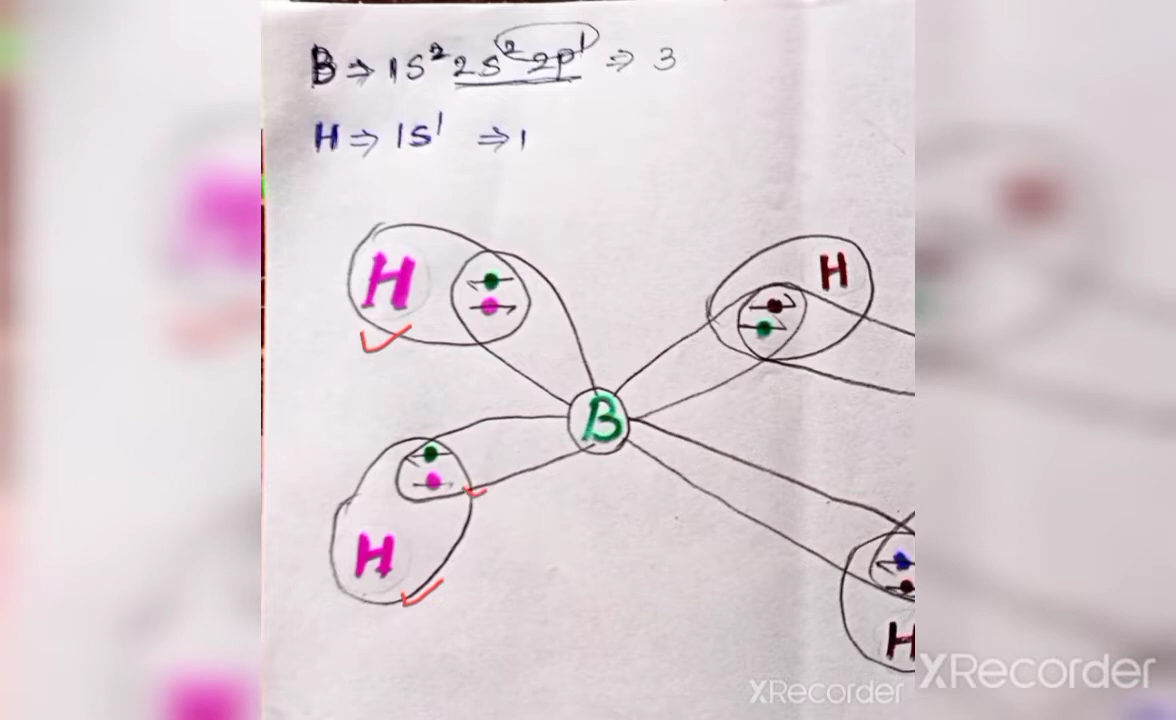 B ⇒ 1S² 2S² 2P¹ ⇒ 3
H ⇒ 1S¹ ⇒ 1
H
H
B
H
H
XRecorder
XRecorder